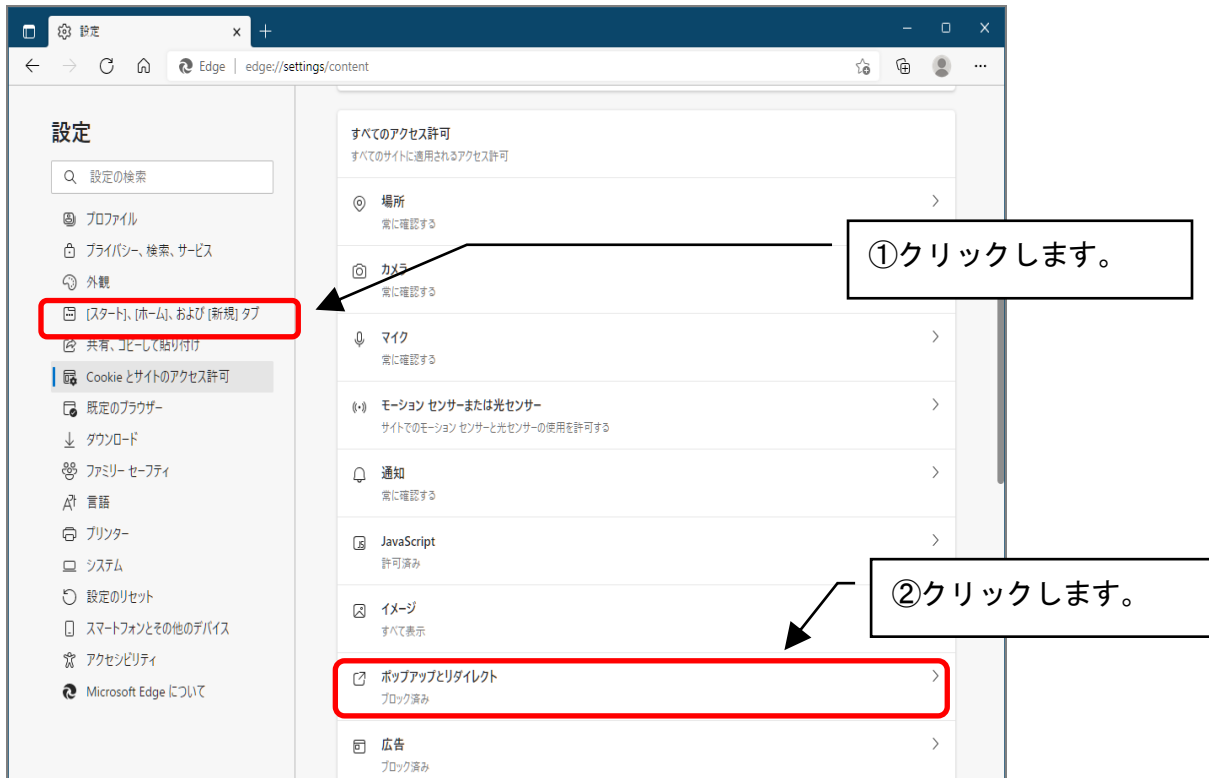 設定
Edge | edge://settings/content
設定
設定の検索
プロファイル
プライバシー、検索、サービス
外観
[スタート]、[ホーム]、および [新規] タブ
共有、コピーして貼り付け
Cookie とサイトのアクセス許可
既定のブラウザー
ダウンロード
ファミリー セーフティ
言語
プリンター
システム
設定のリセット
スマートフォンとその他のデバイス
アクセシビリティ
Microsoft Edge について
すべてのアクセス許可
すべてのサイトに適用されるアクセス許可
場所
常に確認する
カメラ
常に確認する
マイク
常に確認する
モーション センサーまたは光センサー
サイトでのモーション センサーと光センサーの使用を許可する
通知
常に確認する
JavaScript
許可済み
イメージ
すべて表示
ポップアップとリダイレクト
ブロック済み
広告
ブロック済み
①クリックします。
②クリックします。